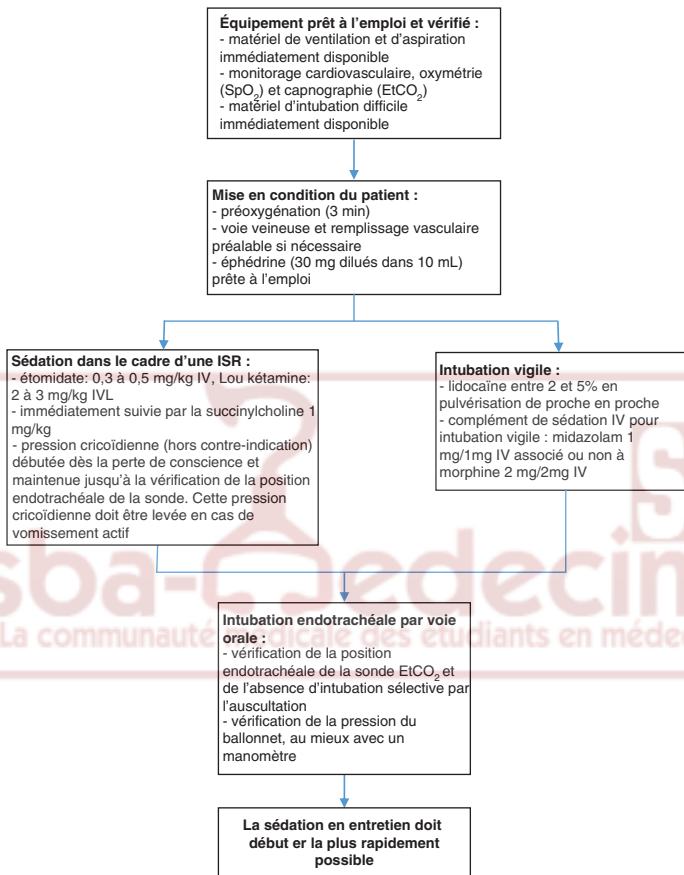 Équipement prêt à l'emploi et vérifié :
- matériel de ventilation et d'aspiration
immédiatement disponible
- monitorage cardiovasculaire, oxymétrie
(SpO2) et capnographie (EtCO2)
- matériel d'intubation difficile
immédiatement disponible
Mise en condition du patient :
- préoxygénation (3 min)
- voie veineuse et remplissage vasculaire
préalable si nécessaire
- éphédrine (30 mg dilués dans 10 mL)
prête à l'emploi
Sédation dans le cadre d'une ISR :
- étomidate: 0,3 à 0,5 mg/kg IV, Lou kétamine:
2 à 3 mg/kg IVL
- immédiatement suivie par la succinylcholine 1
mg/kg
- pression cricoïdienne (hors contre-indication)
débutée dès la perte de conscience et
maintenue jusqu'à la vérification de la position
endotrachéale de la sonde. Cette pression
cricoïdienne doit être levée en cas de
vomissement actif
Intubation vigile :
- lidocaïne entre 2 et 5% en
pulvérisation de proche en proche
- complément de sédation IV pour
intubation vigile : midazolam 1
mg/1mg IV associé ou non à
morphine 2 mg/2mg IV
sba-medecin
La communauté médicale des étudiants en médec
Intubation endotrachéale par voie
orale :
- vérification de la position
endotrachéale de la sonde EtCO2 et
de l'absence d'intubation sélective par
l'auscultation
- vérification de la pression du
ballonnet, au mieux avec un
manomètre
La sédation en entretien doit
début er la plus rapidement
possible